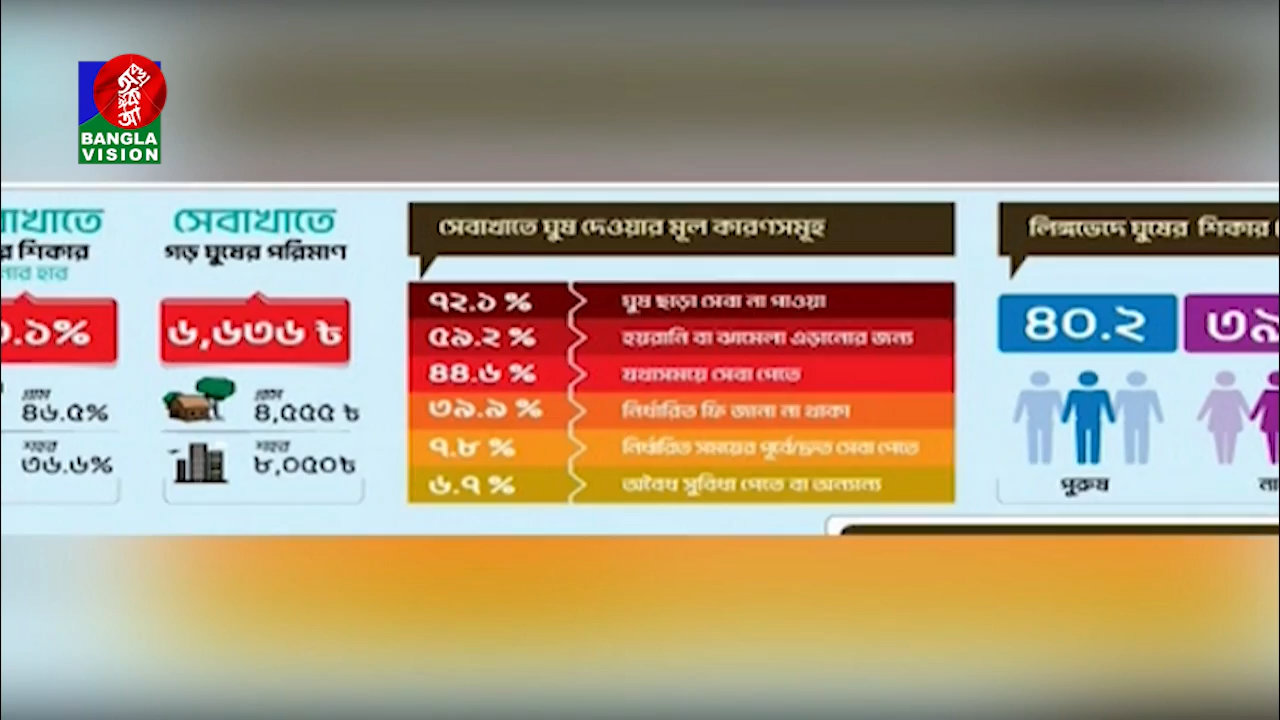 BANGLA
VISION
বাখাতে
র শিকার
নার হার
০.১%
গ্রাম
৪৬.৫%
শহর
৩৬.৬%
সেবাখাতে
গড় ঘুষের পরিমাণ
৬,৬৩৬ ৳
গ্রাম
৪,৫৫৫ ৳
শহর
৮,০৫০৳
সেবাখাতে ঘুষ দেওয়ার মূল কারণসমূহ
৭২.১ % ঘুষ ছাড়া সেবা না পাওয়া
৫৯.২ % হয়রানি বা ঝামেলা এড়ানোর জন্য
৪৪.৬ % যথাসময়ে সেবা পেতে
৩৯.৯ % নির্ধারিত ফি জানা না থাকা
৭.৮ % নির্ধারিত সময়ের পূর্বে/দ্রুত সেবা পেতে
৬.৭ % অবৈধ সুবিধা পেতে বা অন্যান্য
লিঙ্গভেদে ঘুষের শিকার
৪০.২
৩৯
পুরুষ
না